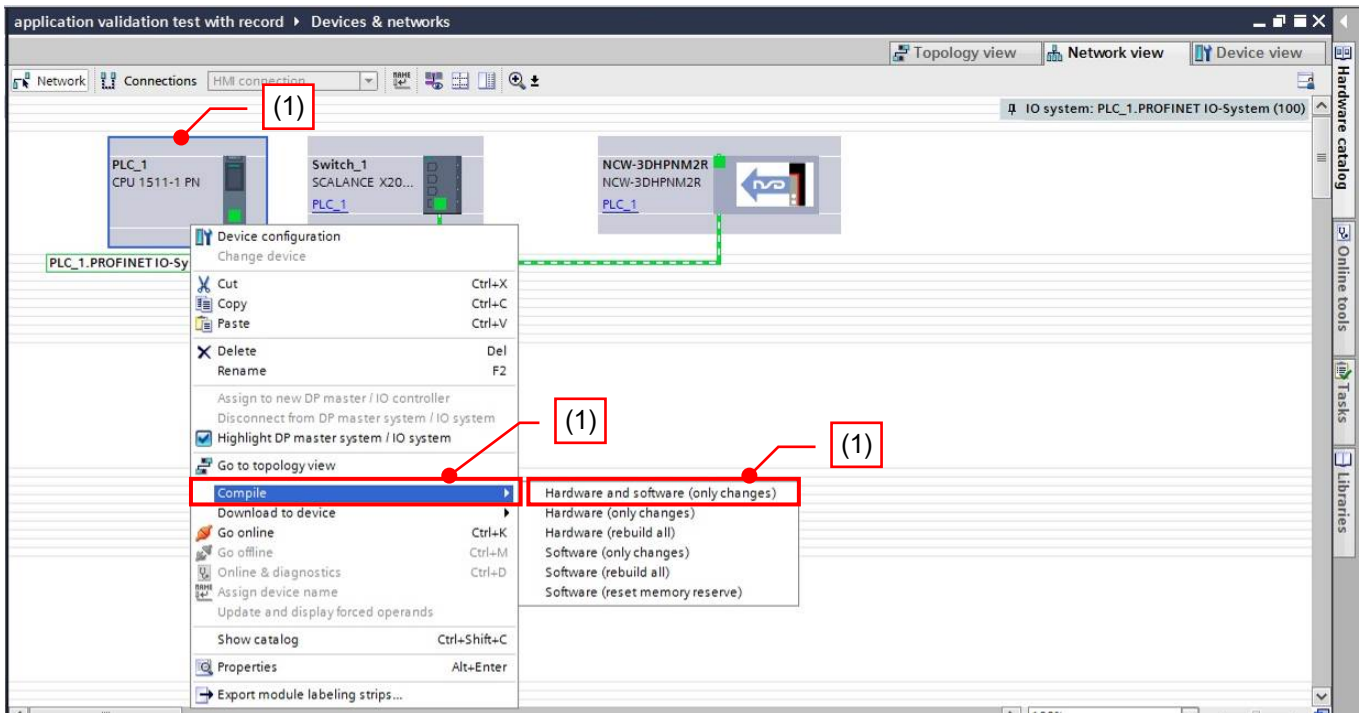 application validation test with record ▸ Devices & networks
Topology view Network view Device view
Network Connections HMI connection
(1)
IO system: PLC_1.PROFINET IO-System (100)
PLC_1
CPU 1511-1 PN
Switch_1
SCALANCE X20...
PLC_1
NCW-3DHPNM2R
NCW-3DHPNM2R
PLC_1
PLC_1.PROFINET IO-Sy
Device configuration
Change device
Cut Ctrl+X
Copy Ctrl+C
Paste Ctrl+V
Delete Del
Rename F2
Assign to new DP master / IO controller
Disconnect from DP master system / IO system
Highlight DP master system / IO system
Go to topology view
Compile
Download to device
Go online Ctrl+K
Go offline Ctrl+M
Online & diagnostics Ctrl+D
Assign device name
Update and display forced operands
Show catalog Ctrl+Shift+C
Properties Alt+Enter
Export module labeling strips...
(1)
(1)
Hardware and software (only changes)
Hardware (only changes)
Hardware (rebuild all)
Software (only changes)
Software (rebuild all)
Software (reset memory reserve)
Hardware catalog
Online tools
Tasks
Libraries